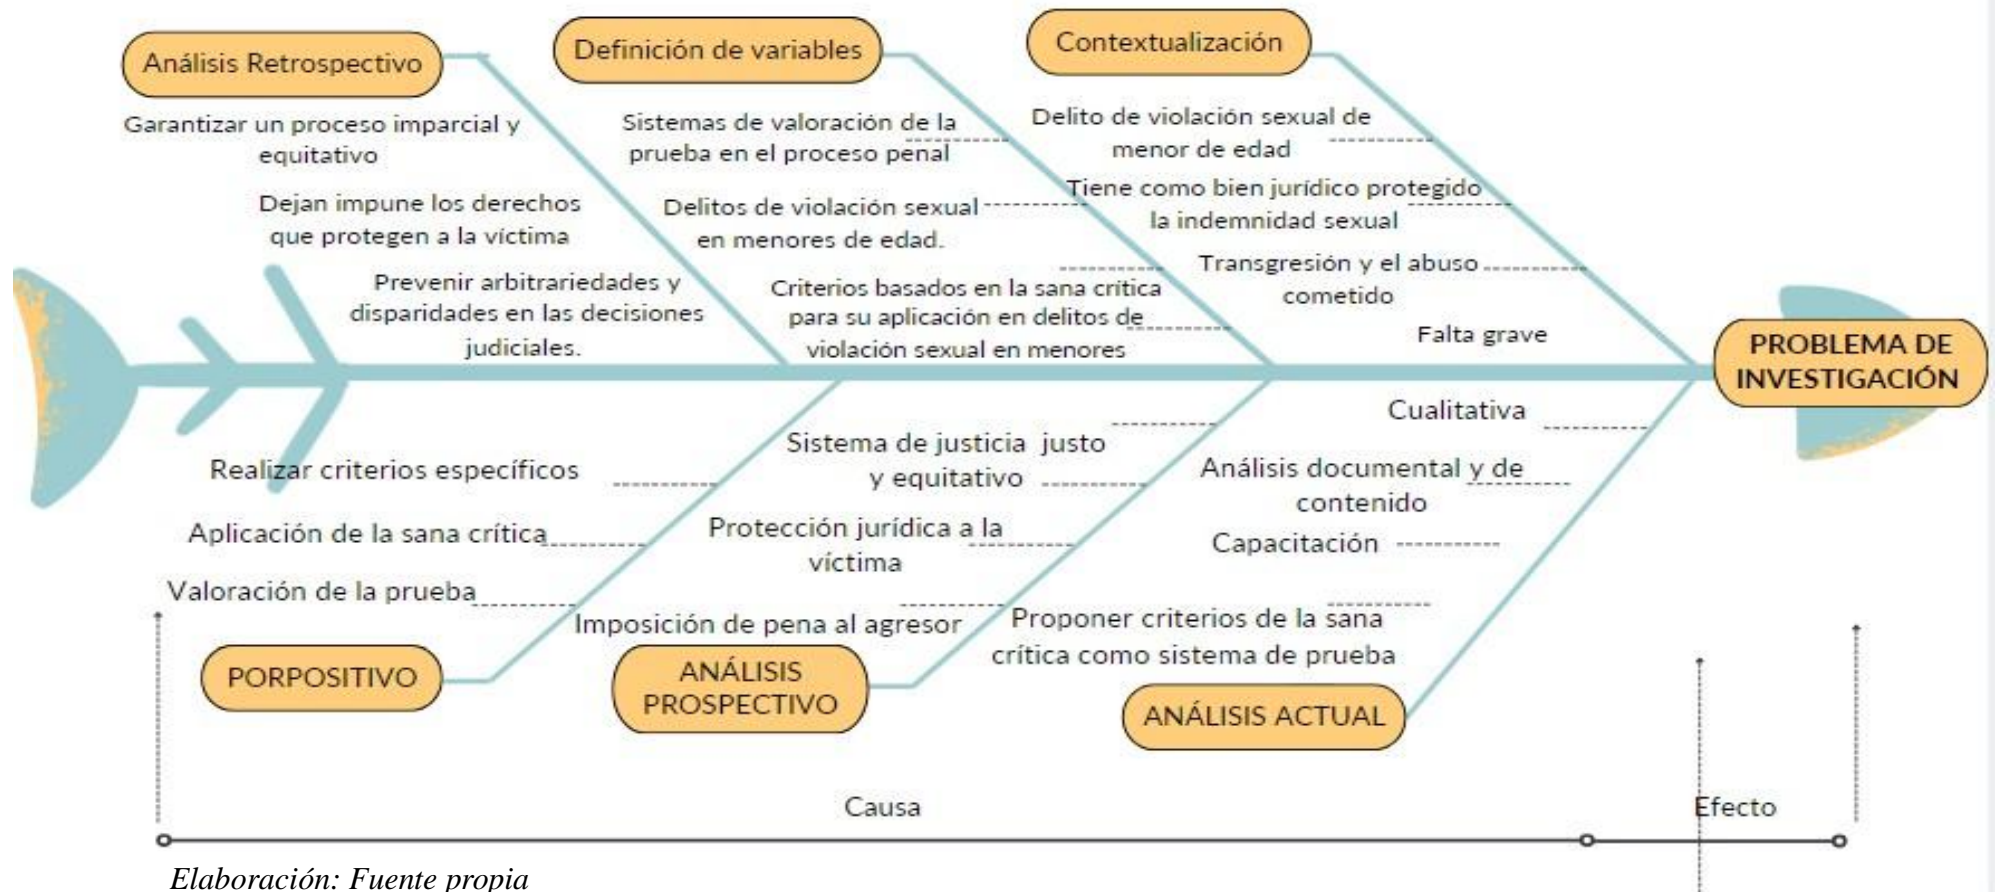 Análisis Retrospectivo
Garantizar un proceso imparcial y
equitativo
Dejan impune los derechos
que protegen a la víctima
Prevenir arbitrariedades y
disparidades en las decisiones
judiciales.
Definición de variables
Sistemas de valoración de la
prueba en el proceso penal
Delitos de violación sexual
en menores de edad.
Criterios basados en la sana crítica
para su aplicación en delitos de
violación sexual en menores
Contextualización
Delito de violación sexual de
menor de edad
Tiene como bien jurídico protegido
la indemnidad sexual
Transgresión y el abuso
cometido
Falta grave
PROBLEMA DE
INVESTIGACIÓN
Realizar criterios específicos
Aplicación de la sana crítica
Valoración de la prueba
PORPOSITIVO
Sistema de justicia justo
y equitativo
Protección jurídica a la
víctima
Imposición de pena al agresor
ANÁLISIS
PROSPECTIVO
Cualitativa
Análisis documental y de
contenido
Capacitación
Proponer criterios de la sana
crítica como sistema de prueba
ANÁLISIS ACTUAL
Causa
Efecto
Elaboración: Fuente propia